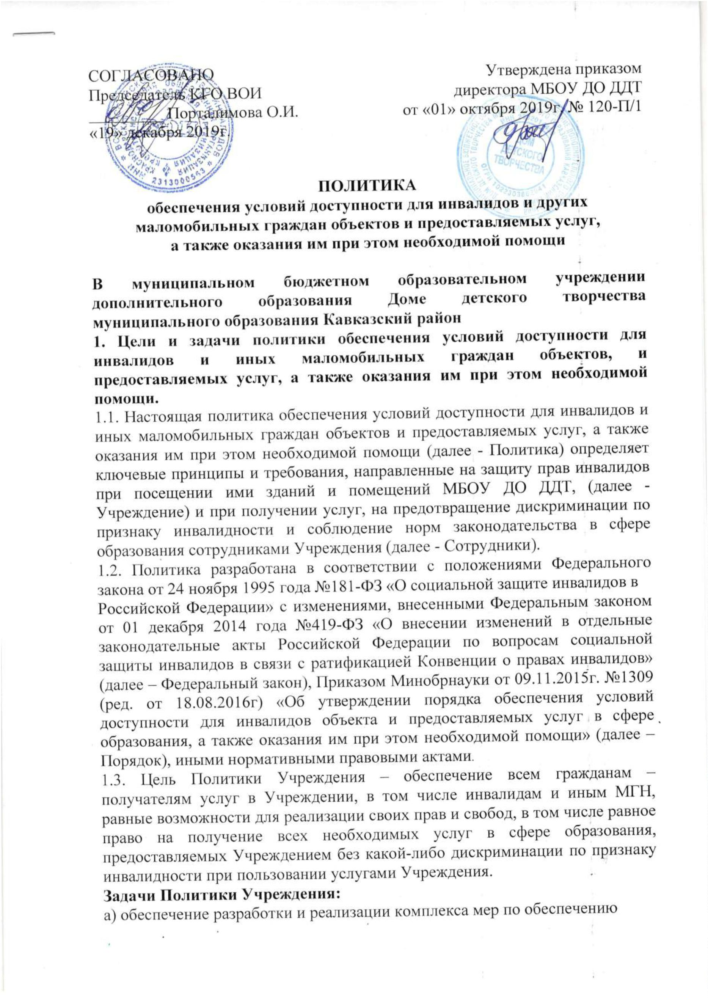 СОГЛАСОВАНО
Председатель КГО ВОИ
Порталимова О.И.
«19» декабря 2019г.
Утверждена приказом
директора МБОУ ДО ДДТ
от «01» октября 2019г. № 120-П/1
ИНН 2313000563
ДОМ
ДЕТСКОГО
ТВОРЧЕСТВА
ПОЛИТИКА
обеспечения условий доступности для инвалидов и других
маломобильных граждан объектов и предоставляемых услуг,
а также оказания им при этом необходимой помощи
В муниципальном бюджетном образовательном учреждении
дополнительного образования Доме детского творчества
муниципального образования Кавказский район
1. Цели и задачи политики обеспечения условий доступности для
инвалидов и иных маломобильных граждан объектов, и
предоставляемых услуг, а также оказания им при этом необходимой
помощи.
1.1. Настоящая политика обеспечения условий доступности для инвалидов и
иных маломобильных граждан объектов и предоставляемых услуг, а также
оказания им при этом необходимой помощи (далее - Политика) определяет
ключевые принципы и требования, направленные на защиту прав инвалидов
при посещении ими зданий и помещений МБОУ ДО ДДТ, (далее -
Учреждение) и при получении услуг, на предотвращение дискриминации по
признаку инвалидности и соблюдение норм законодательства в сфере
образования сотрудниками Учреждения (далее - Сотрудники).
1.2. Политика разработана в соответствии с положениями Федерального
закона от 24 ноября 1995 года №181-ФЗ «О социальной защите инвалидов в
Российской Федерации» с изменениями, внесенными Федеральным законом
от 01 декабря 2014 года №419-ФЗ «О внесении изменений в отдельные
законодательные акты Российской Федерации по вопросам социальной
защиты инвалидов в связи с ратификацией Конвенции о правах инвалидов»
(далее – Федеральный закон), Приказом Минобрнауки от 09.11.2015г. №1309
(ред. от 18.08.2016г) «Об утверждении порядка обеспечения условий
доступности для инвалидов объекта и предоставляемых услуг в сфере
образования, а также оказания им при этом необходимой помощи» (далее –
Порядок), иными нормативными правовыми актами.
1.3. Цель Политики Учреждения – обеспечение всем гражданам –
получателям услуг в Учреждении, в том числе инвалидам и иным МГН,
равные возможности для реализации своих прав и свобод, в том числе равное
право на получение всех необходимых услуг в сфере образования,
предоставляемых Учреждением без какой-либо дискриминации по признаку
инвалидности при пользовании услугами Учреждения.
Задачи Политики Учреждения:
а) обеспечение разработки и реализации комплекса мер по обеспечению